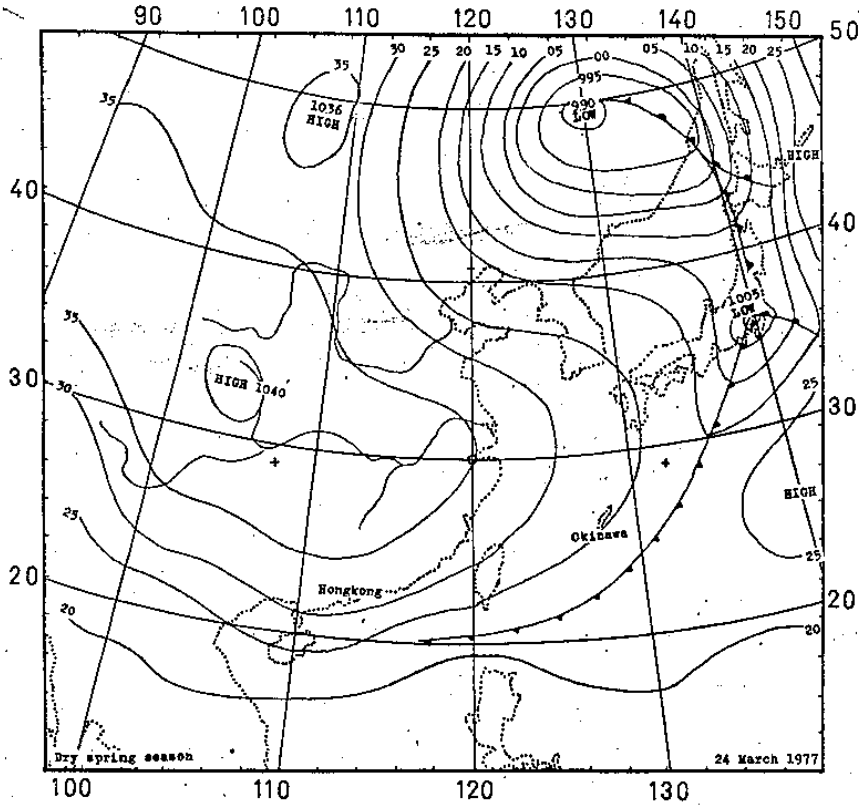 90 100 110 120 130 140 150
50
30 25 20 15 10 05 00 05 10 15 20 25
35
995
990
LOW
1036
HIGH
35
HIGH
40
40
1005
LOW
35
HIGH 1040
30
30
25
30
HIGH
25
Okinawa
25
Hongkong
20
20
20
20
Dry spring season
24 March 1977
100 110 120 130